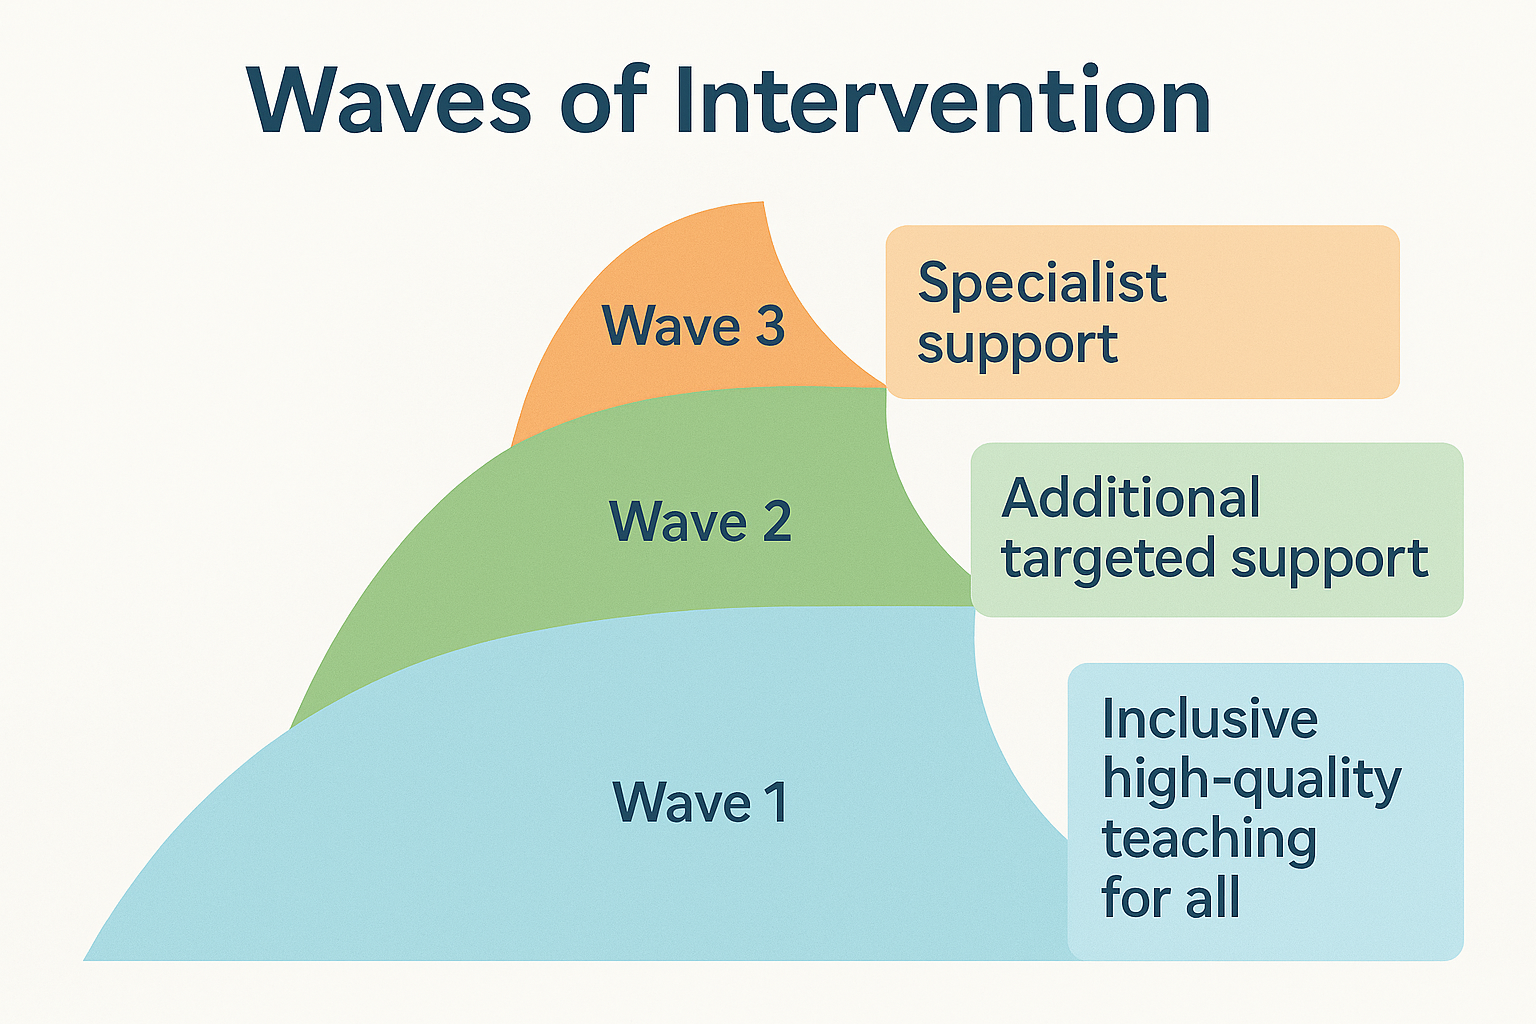 Waves of Intervention
Wave 3
Specialist
support
Wave 2
Additional
targeted support
Wave 1
Inclusive
high-quality
teaching
for all